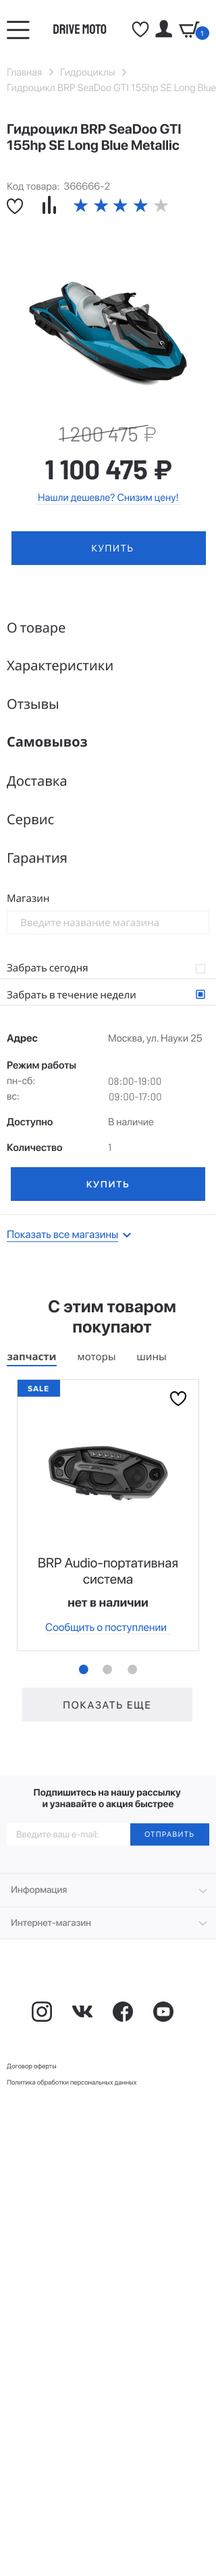 DRIVE MOTO
1
Главная > Гидроциклы >
Гидроцикл BRP SeaDoo GTI 155hp SE Long Blue
Гидроцикл BRP SeaDoo GTI
155hp SE Long Blue Metallic
Код товара: 366666-2
1 200 475 ₽
1 100 475 ₽
Нашли дешевле? Снизим цену!
КУПИТЬ
О товаре
Характеристики
Отзывы
Самовывоз
Доставка
Сервис
Гарантия
Магазин
Введите название магазина
Забрать сегодня
Забрать в течение недели
Адрес Москва, ул. Науки 25
Режим работы
пн-сб: 08:00-19:00
вс: 09:00-17:00
Доступно В наличие
Количество 1
КУПИТЬ
Показать все магазины
С этим товаром
покупают
запчасти моторы шины
SALE
BRP Audio-портативная
система
нет в наличии
Сообщить о поступлении
ПОКАЗАТЬ ЕЩЕ
Подпишитесь на нашу рассылку
и узнавайте о акция быстрее
Введите ваш e-mail: ОТПРАВИТЬ
Информация
Интернет-магазин
Договор оферты
Политика обработки персональных данных